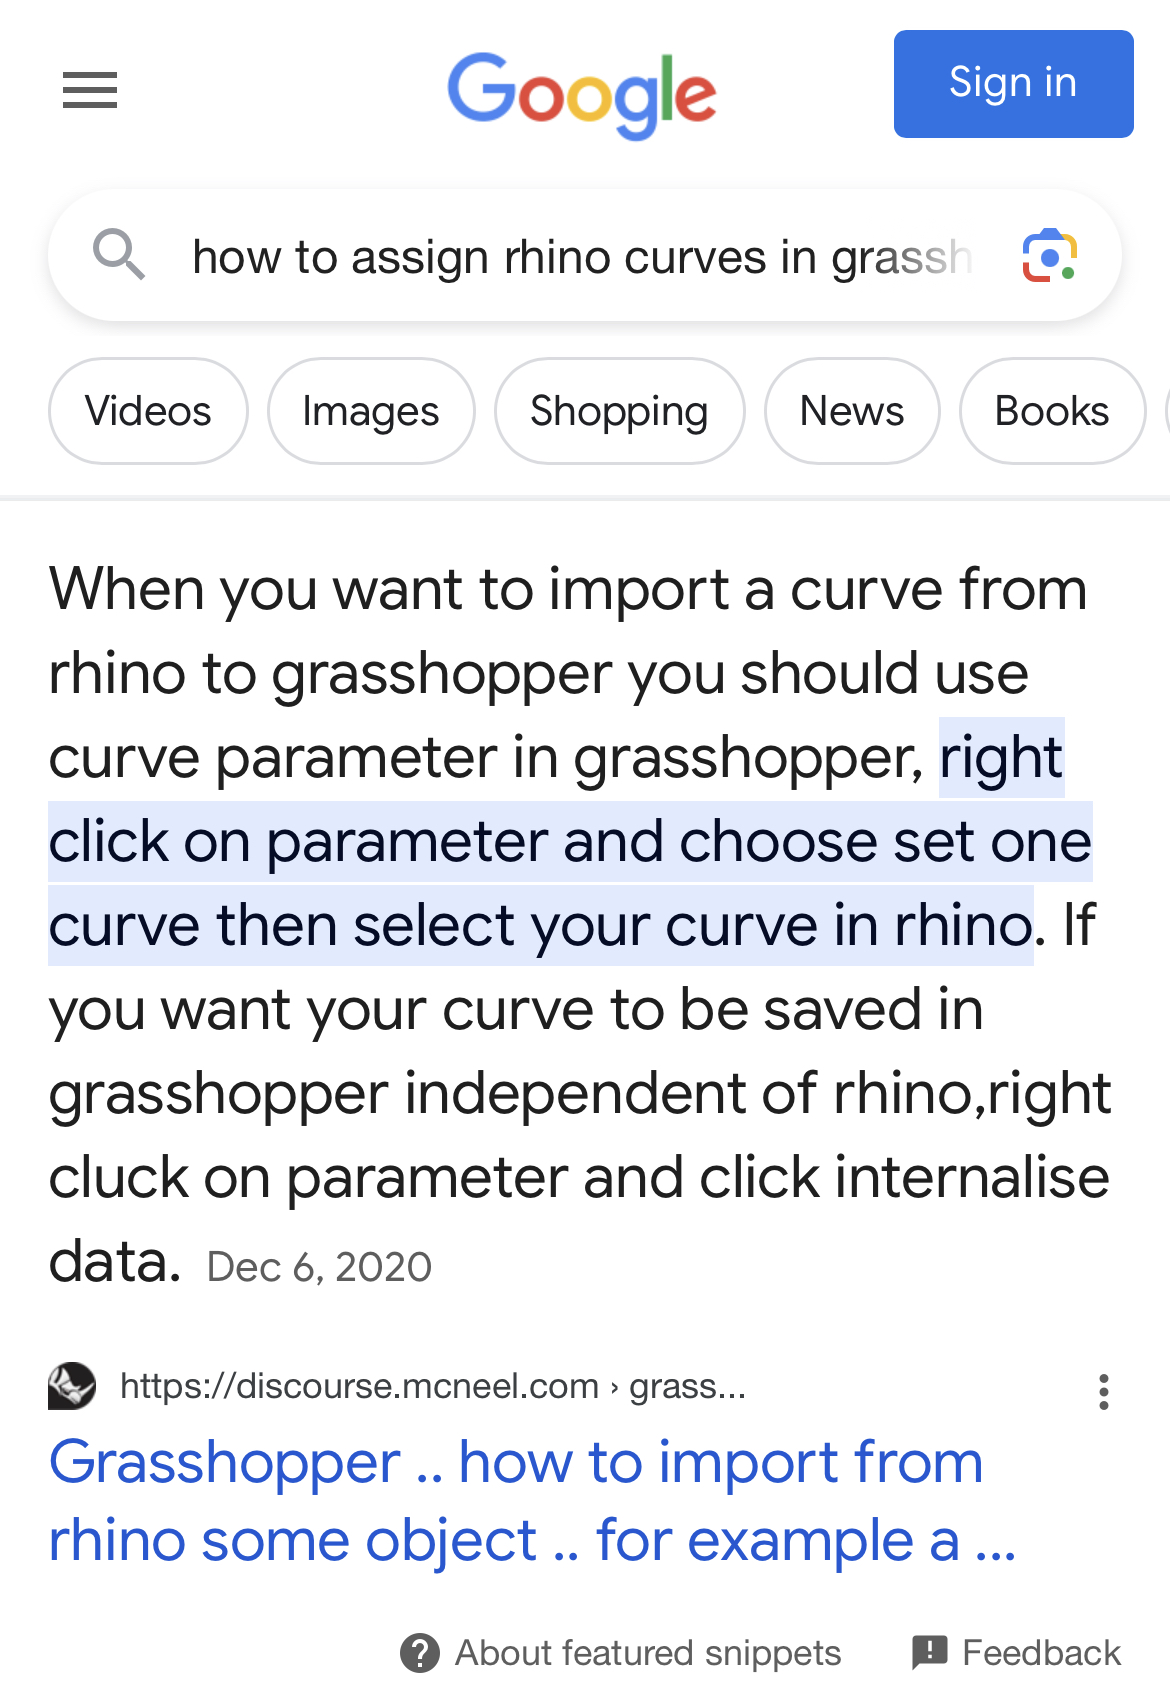 Google
Sign in
how to assign rhino curves in grassh
Videos
Images
Shopping
News
Books
When you want to import a curve from
rhino to grasshopper you should use
curve parameter in grasshopper, right
click on parameter and choose set one
curve then select your curve in rhino. If
you want your curve to be saved in
grasshopper independent of rhino,right
cluck on parameter and click internalise
data. Dec 6, 2020
https://discourse.mcneel.com › grass...
Grasshopper .. how to import from
rhino some object .. for example a ...
About featured snippets
Feedback